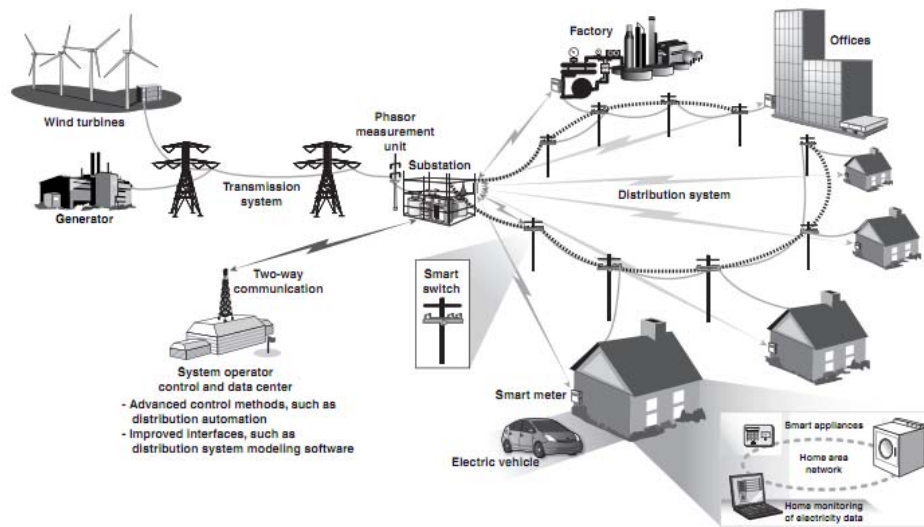 Factory
Offices
Wind turbines
Phasor
measurement
unit
Substation
Transmission
system
Generator
Distribution system
Two-way
communication
Smart
switch
System operator
control and data center
- Advanced control methods, such as
distribution automation
- Improved interfaces, such as
distribution system modeling software
Smart meter
Electric vehicle
Smart appliances
Home area
network
Home monitoring
of electricity data